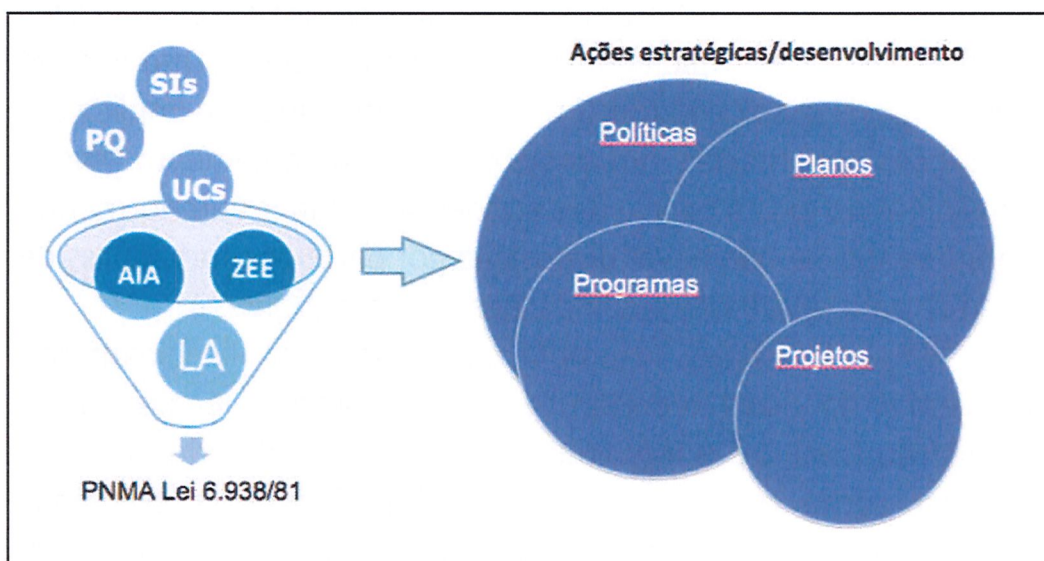 SIs
PQ
UCs
AIA
ZEE
LA
PNMA Lei 6.938/81
Ações estratégicas/desenvolvimento
Políticas
Planos
Programas
Projetos